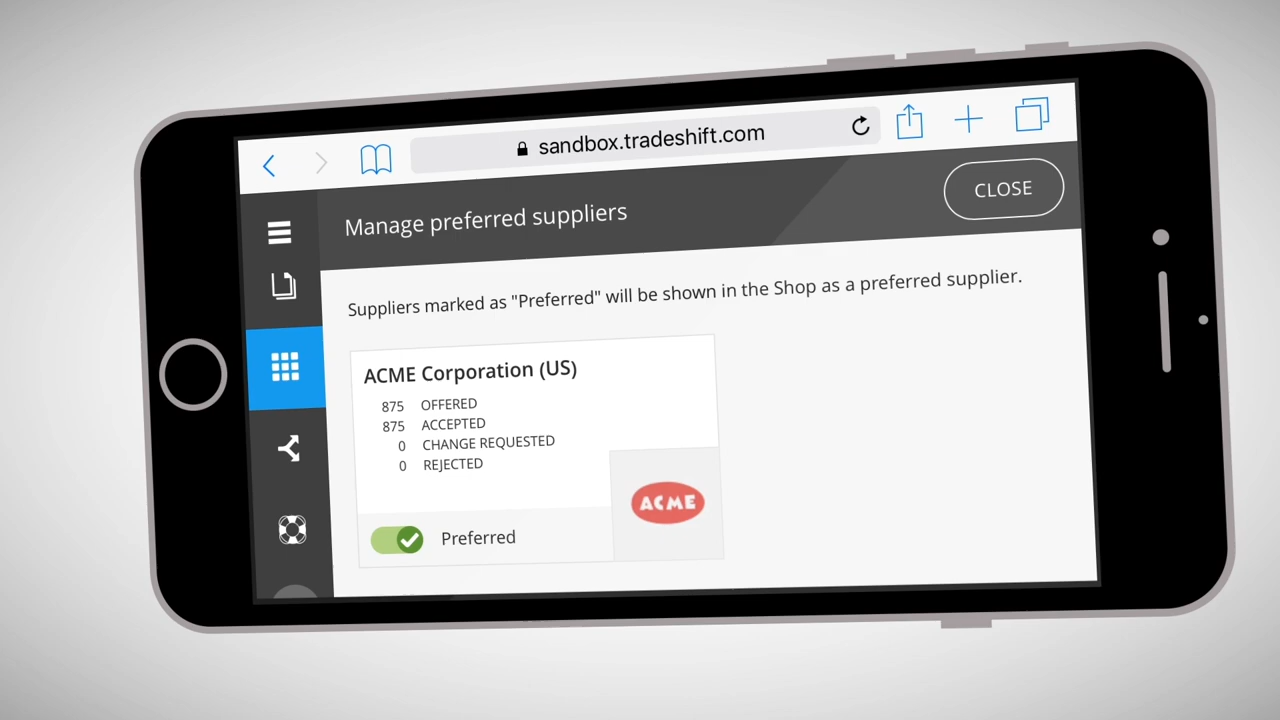 sandbox.tradeshift.com
Manage preferred suppliers
CLOSE
Suppliers marked as "Preferred" will be shown in the Shop as a preferred supplier.
ACME Corporation (US)
875 OFFERED
875 ACCEPTED
0 CHANGE REQUESTED
0 REJECTED
ACME
Preferred